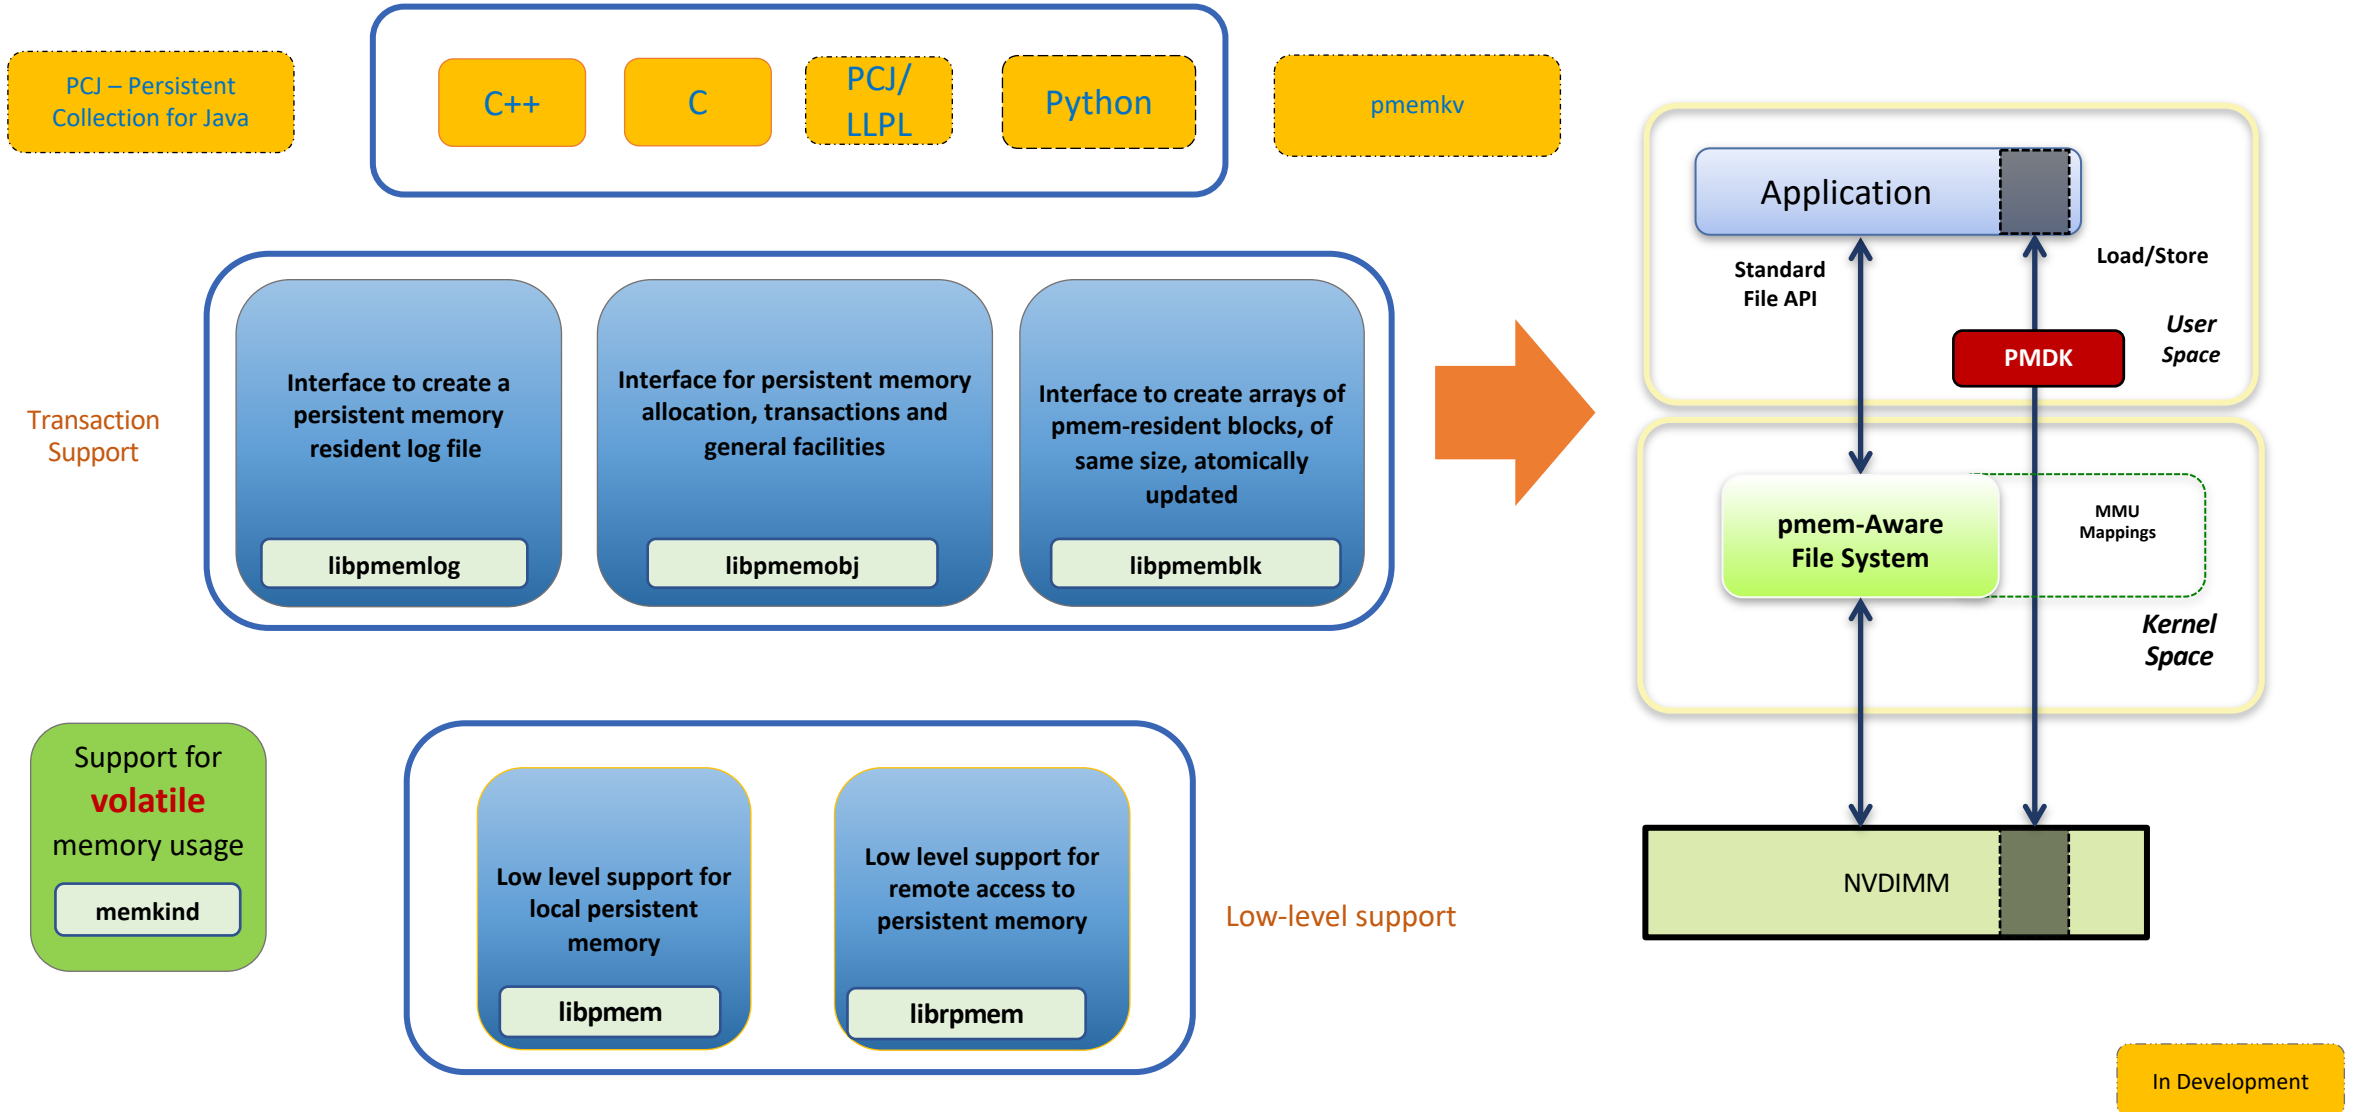 PCJ – Persistent
Collection for Java
C++
C
PCJ/
LLPL
Python
pmemkv
Transaction
Support
Interface to create a
persistent memory
resident log file
libpmemlog
Interface for persistent memory
allocation, transactions and
general facilities
libpmemobj
Interface to create arrays of
pmem-resident blocks, of
same size, atomically
updated
libpmemblk
Support for
volatile
memory usage
memkind
Low level support for
local persistent
memory
libpmem
Low level support for
remote access to
persistent memory
librpmem
Low-level support
Application
Standard
File API
Load/Store
User
Space
PMDK
pmem-Aware
File System
MMU
Mappings
Kernel
Space
NVDIMM
In Development